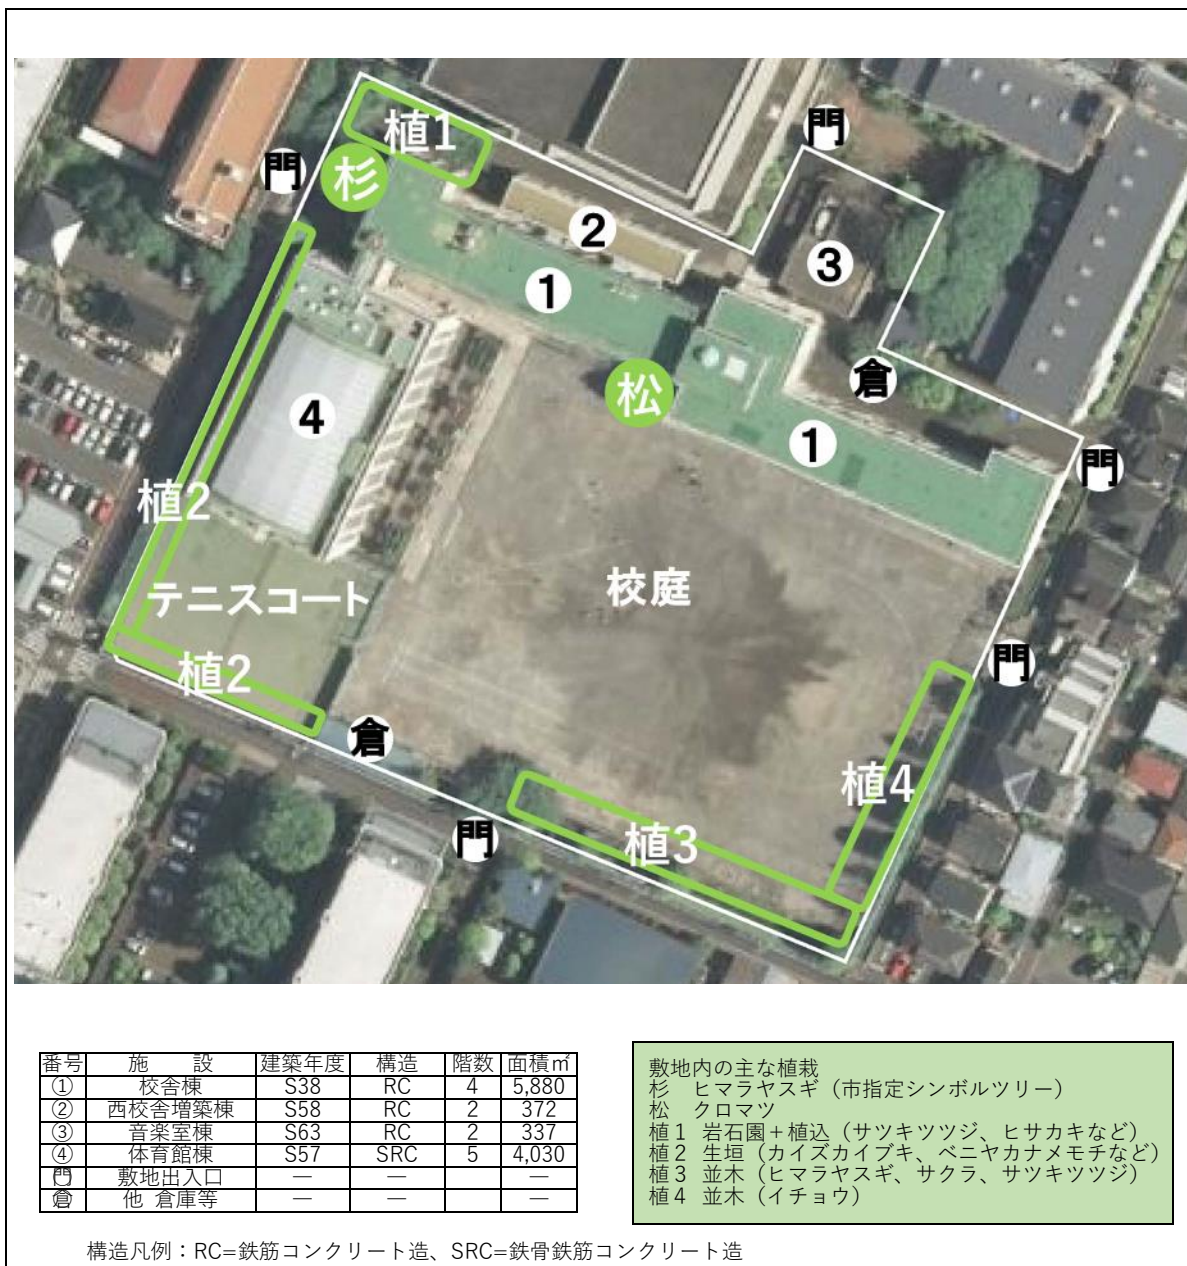 植1
門
門
杉
②
③
①
倉
松
④
①
門
植2
テニスコート
校庭
門
植2
倉
植4
門
植3
番号 施 設 建築年度 構造 階数 面積㎡
① 校舎棟 S38 RC 4 5,880
② 西校舎増築棟 S58 RC 2 372
③ 音楽室棟 S63 RC 2 337
④ 体育館棟 S57 SRC 5 4,030
門 敷地出入口 — — —
倉 他 倉庫等 — — —
構造凡例：RC=鉄筋コンクリート造、SRC=鉄骨鉄筋コンクリート造
敷地内の主な植栽
杉 ヒマラヤスギ（市指定シンボルツリー）
松 クロマツ
植1 岩石園+植込（サツキツツジ、ヒサカキなど）
植2 生垣（カイズカイブキ、ベニヤカナメモチなど）
植3 並木（ヒマラヤスギ、サクラ、サツキツツジ）
植4 並木（イチョウ）